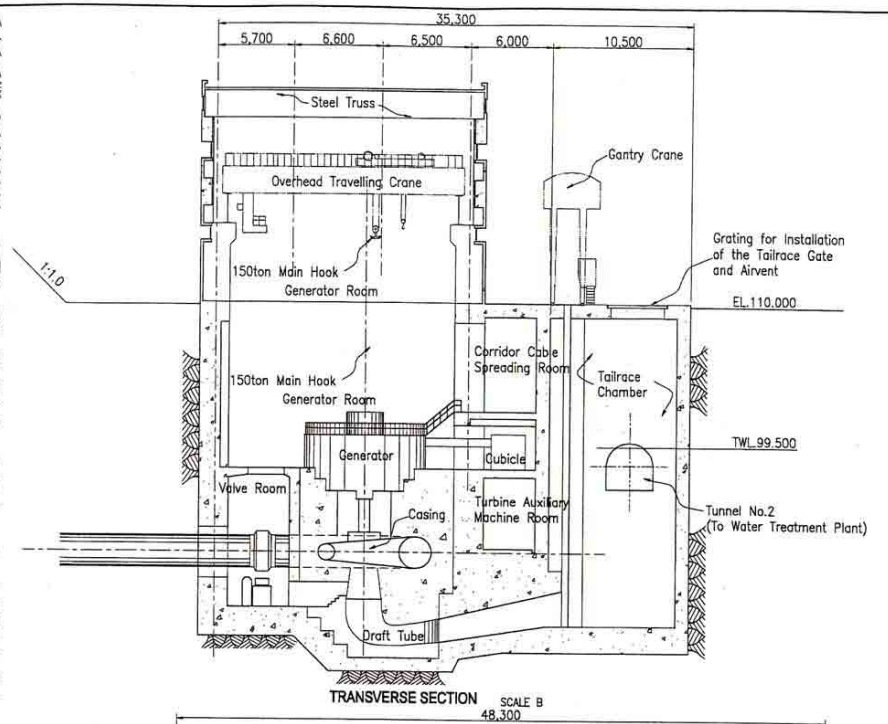 35,300
5,700
6,600
6,500
6,000
10,500
Steel Truss
Gantry Crane
Overhead Travelling Crane
Grating for Installation
of the Tailrace Gate
and Airvent
1:1.0
150ton Main Hook
Generator Room
EL.110.000
Corridor Cable
Spreading Room
Tailrace
Chamber
150ton Main Hook
Generator Room
TWL.99.500
Generator
Cubicle
Valve Room
Turbine Auxiliary
Machine Room
Casing
Tunnel No.2
(To Water Treatment Plant)
Draft Tube
TRANSVERSE SECTION SCALE B
48,300